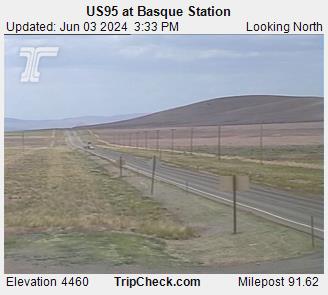 US95 at Basque Station
Updated: Jun 03 2024 3:33 PM Looking North
Elevation 4460 TripCheck.com Milepost 91.62